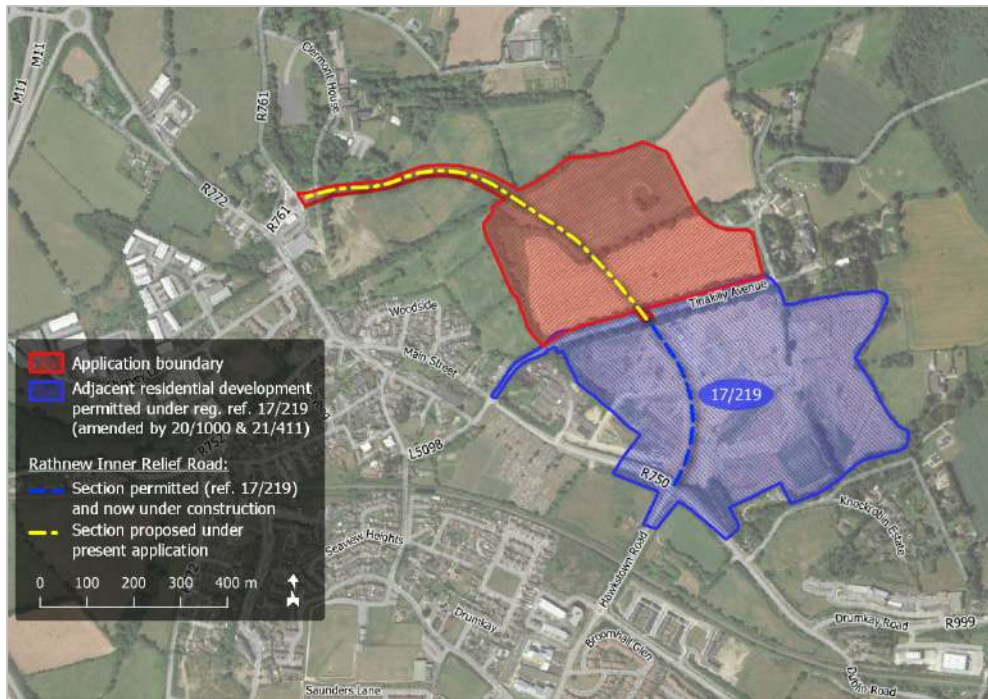 M11
M11
R761
Clermont House
R772
R761
Woodside
Main Street
Tinakilly Avenue
17/219
L5098
R752
R750
Seaview Heights
Hawkstown Road
Knockrobin Estate
Drumkay
Broomhall Glen
Drumkay Road
R999
Dublin Road
Saunders Lane
Application boundary
Adjacent residential development
permitted under reg. ref. 17/219
(amended by 20/1000 & 21/411)
Rathnew Inner Relief Road:
Section permitted (ref. 17/219)
and now under construction
Section proposed under
present application
0 100 200 300 400 m